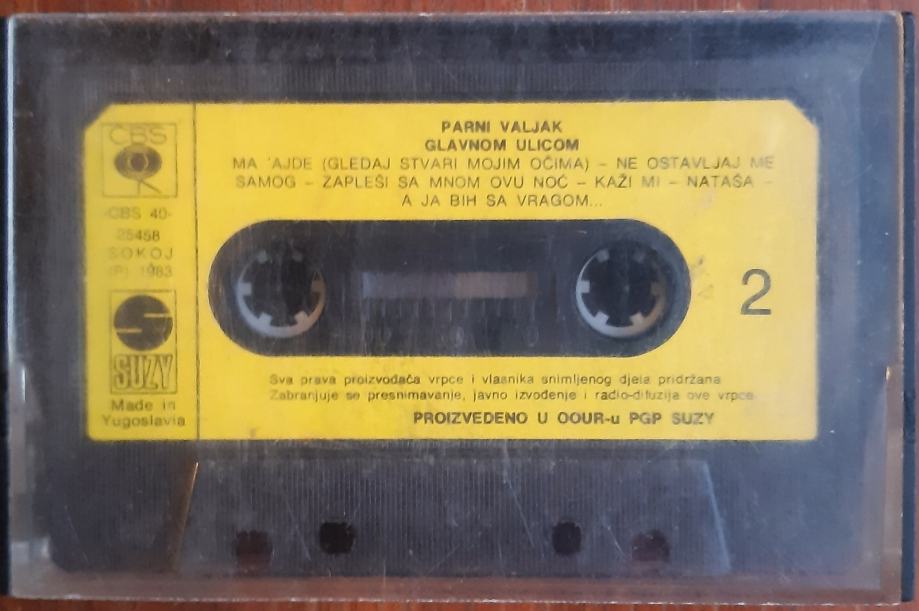 CBS
CBS 40-
25458
SOKOJ
(P) 1983
SUZY
Made in
Yugoslavia
PARNI VALJAK
GLAVNOM ULICOM
MA 'AJDE (GLEDAJ STVARI MOJIM OČIMA) – NE OSTAVLJAJ ME
SAMOG – ZAPLEŠI SA MNOM OVU NOĆ – KAŽI MI – NATAŠA –
A JA BIH SA VRAGOM...
2
Sva prava proizvođača vrpce i vlasnika snimljenog djela pridržana
Zabranjuje se presnimavanje, javno izvođenje i radio-difuzija ove vrpce
PROIZVEDENO U OOUR-u PGP SUZY